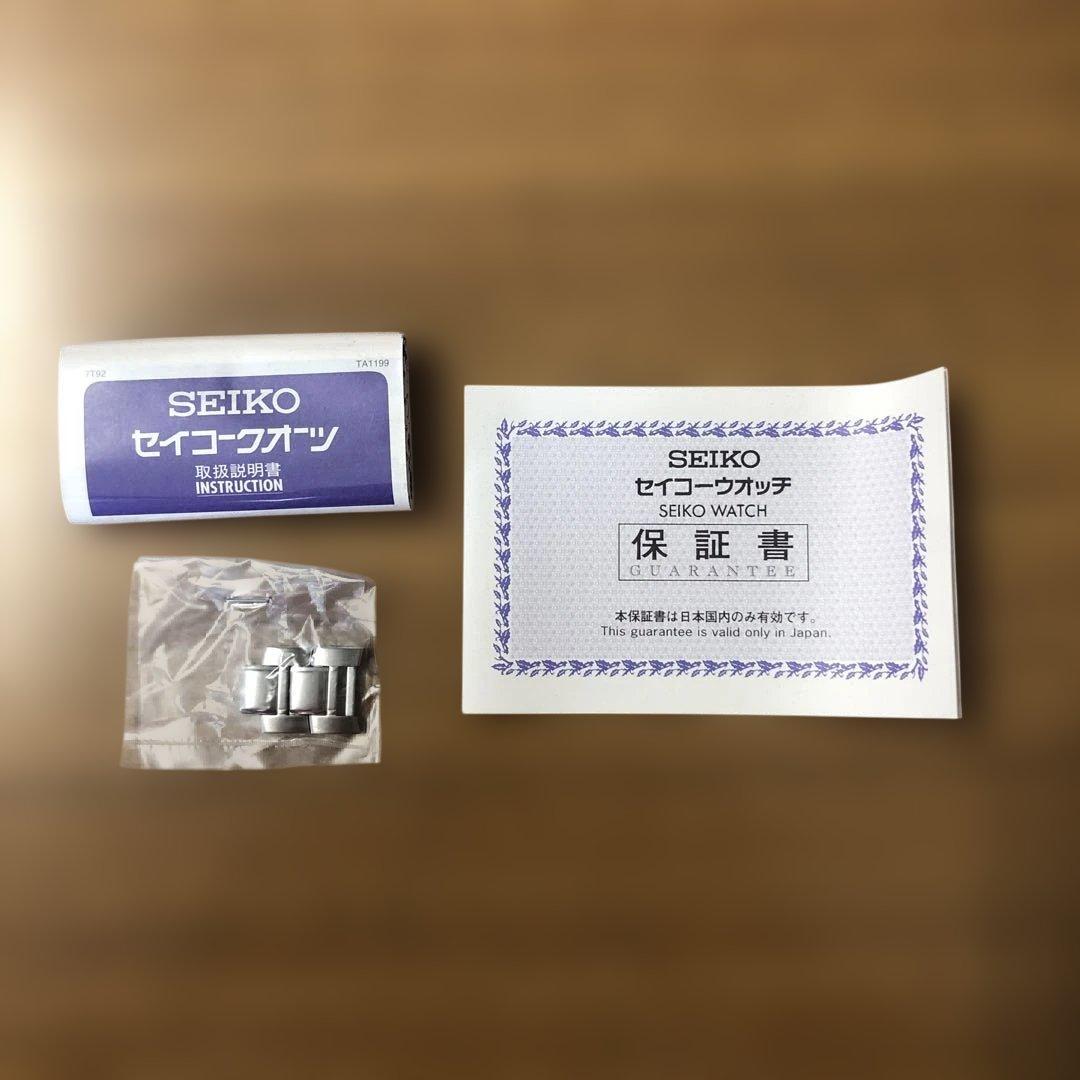 7T92
TA1199
SEIKO
セイコークオーツ
取扱説明書
INSTRUCTION
SEIKO
セイコーウオッチ
SEIKO WATCH
保証書
GUARANTEE
本保証書は日本国内のみ有効です。
This guarantee is valid only in Japan.